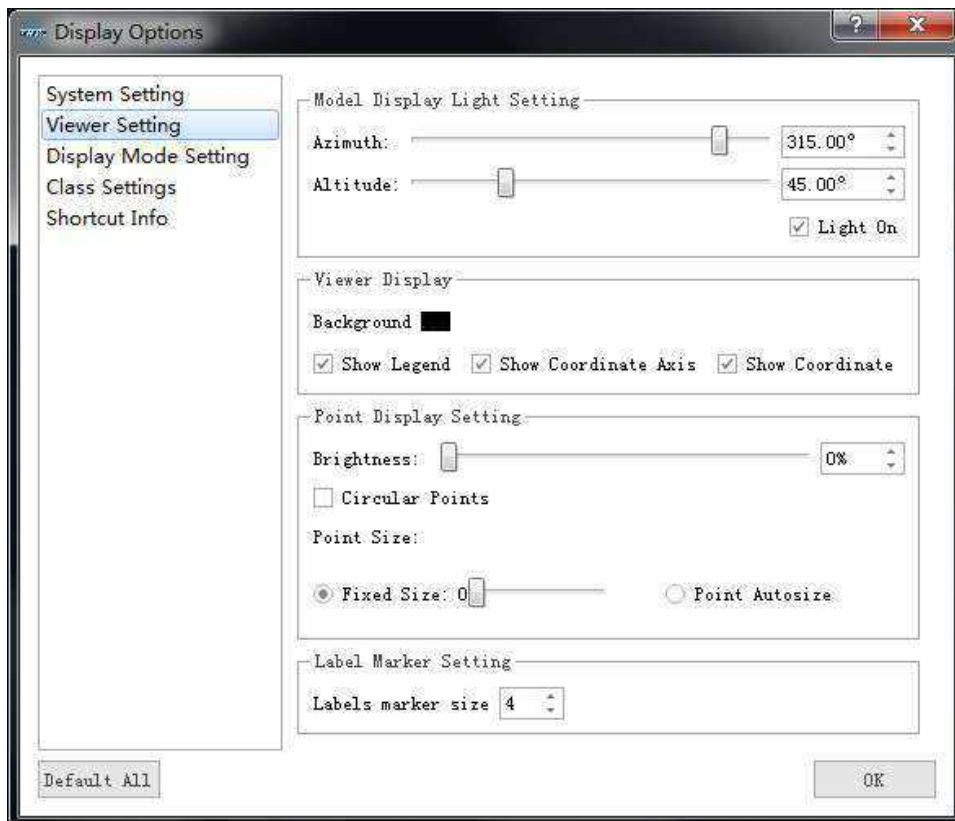 Display Options
System Setting
Viewer Setting
Display Mode Setting
Class Settings
Shortcut Info
Model Display Light Setting
Azimuth: 315.00°
Altitude: 45.00°
Light On
Viewer Display
Background
Show Legend Show Coordinate Axis Show Coordinate
Point Display Setting
Brightness: 0%
Circular Points
Point Size:
Fixed Size: 0 Point Autosize
Label Marker Setting
Labels marker size 4
Default All OK